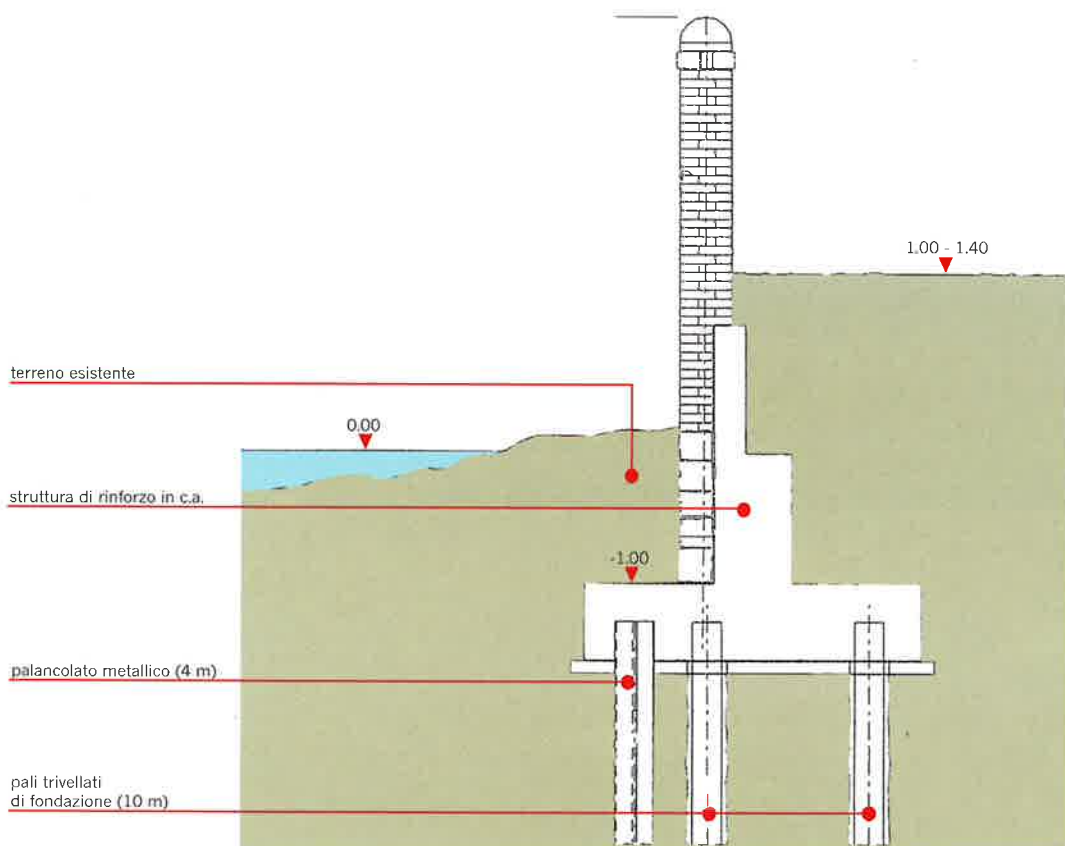 1.00 - 1.40
terreno esistente
0.00
struttura di rinforzo in c.a.
-1.00
palancolato metallico (4 m)
pali trivellati
di fondazione (10 m)